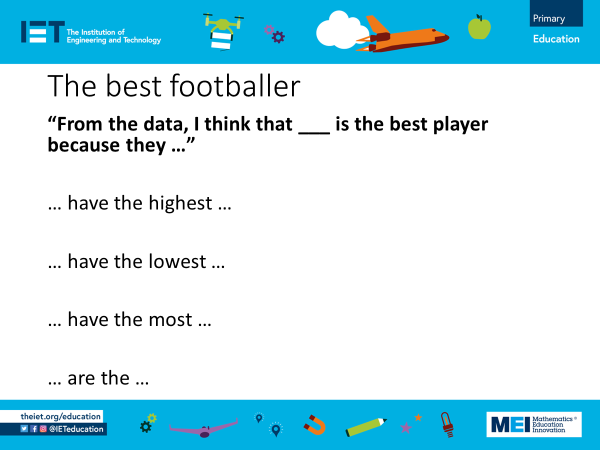 IET The Institution of
Engineering and Technology
Primary
Education
The best footballer
“From the data, I think that ___ is the best player
because they …”
… have the highest …
… have the lowest …
… have the most …
… are the …
theiet.org/education
@IETeducation
MEI Mathematics
Education
Innovation